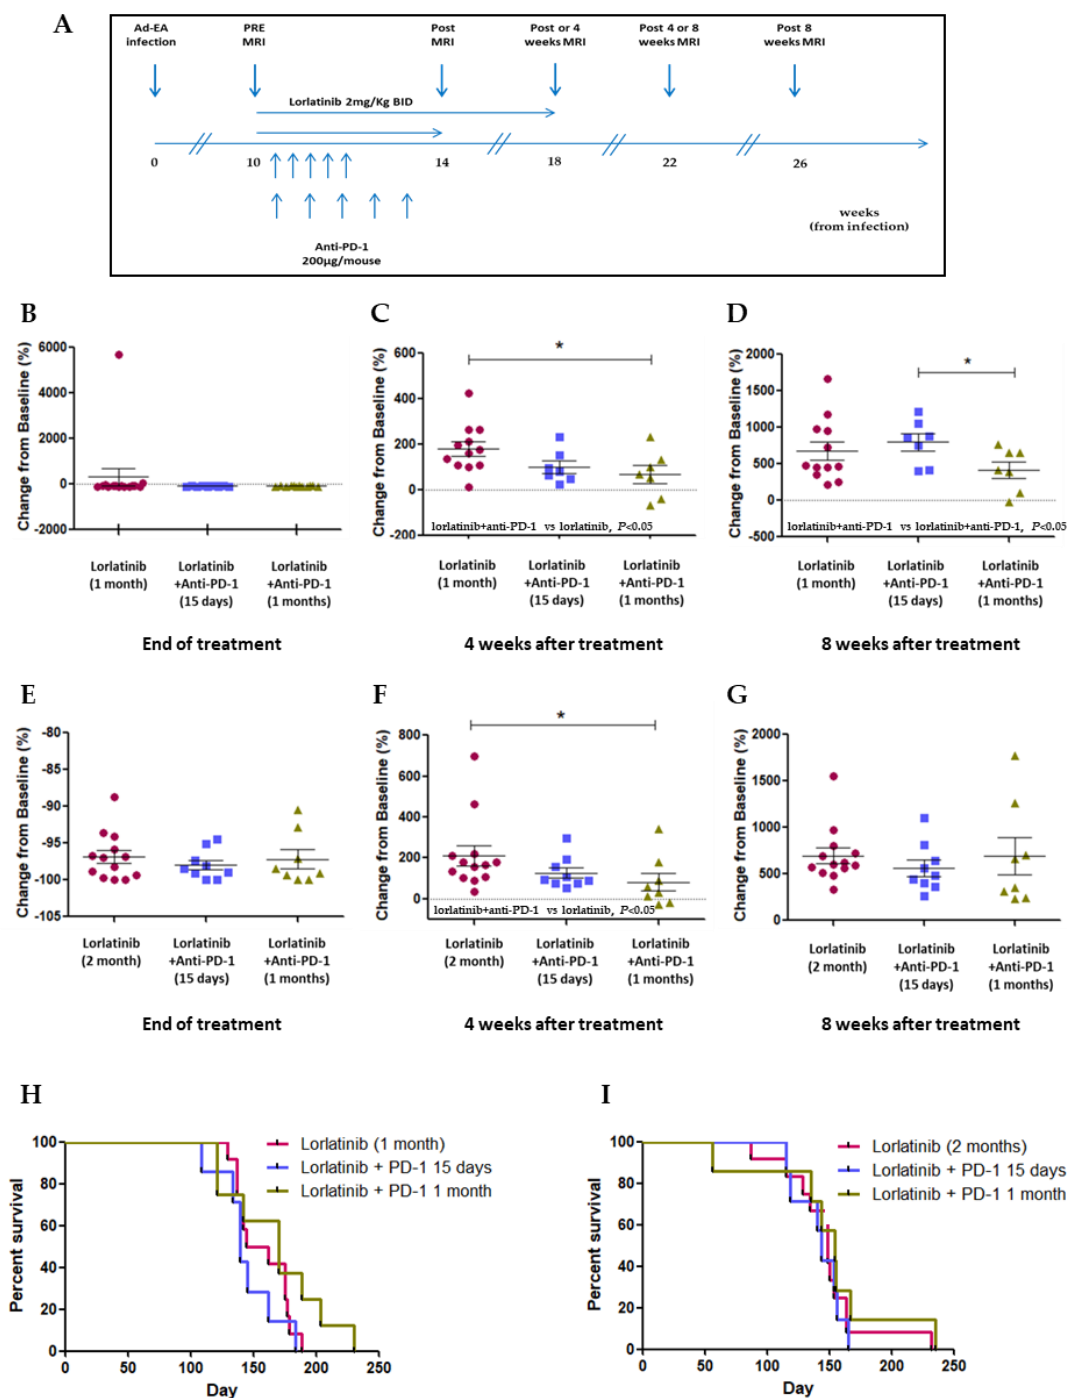 A
Ad-EA infection
PRE MRI
Post MRI
Post or 4 weeks MRI
Post 4 or 8 weeks MRI
Post 8 weeks MRI
Lorlatinib 2mg/Kg BID
0 10 14 18 22 26
weeks
(from infection)
Anti-PD-1
200µg/mouse
B
Change from Baseline (%)
6000
4000
2000
0
-2000
Lorlatinib (1 month)
Lorlatinib +Anti-PD-1 (15 days)
Lorlatinib +Anti-PD-1 (1 months)
End of treatment
C
Change from Baseline (%)
600
400
200
0
-200
*
lorlatinib+anti-PD-1 vs lorlatinib, P<0.05
Lorlatinib (1 month)
Lorlatinib +Anti-PD-1 (15 days)
Lorlatinib +Anti-PD-1 (1 months)
4 weeks after treatment
D
Change from Baseline (%)
2000
1500
1000
500
0
-500
*
lorlatinib+anti-PD-1 vs lorlatinib+anti-PD-1, P<0.05
Lorlatinib (1 month)
Lorlatinib +Anti-PD-1 (15 days)
Lorlatinib +Anti-PD-1 (1 months)
8 weeks after treatment
E
Change from Baseline (%)
-80
-85
-90
-95
-100
-105
Lorlatinib (2 month)
Lorlatinib +Anti-PD-1 (15 days)
Lorlatinib +Anti-PD-1 (1 months)
End of treatment
F
Change from Baseline (%)
800
600
400
200
0
*
lorlatinib+anti-PD-1 vs lorlatinib, P<0.05
Lorlatinib (2 month)
Lorlatinib +Anti-PD-1 (15 days)
Lorlatinib +Anti-PD-1 (1 months)
4 weeks after treatment
G
Change from Baseline (%)
2000
1500
1000
500
0
Lorlatinib (2 month)
Lorlatinib +Anti-PD-1 (15 days)
Lorlatinib +Anti-PD-1 (1 months)
8 weeks after treatment
H
Percent survival
100
80
60
40
20
0
Lorlatinib (1 month)
Lorlatinib + PD-1 15 days
Lorlatinib + PD-1 1 month
0 50 100 150 200 250
Day
I
Percent survival
100
80
60
40
20
0
Lorlatinib (2 months)
Lorlatinib + PD-1 15 days
Lorlatinib + PD-1 1 month
0 50 100 150 200 250
Day